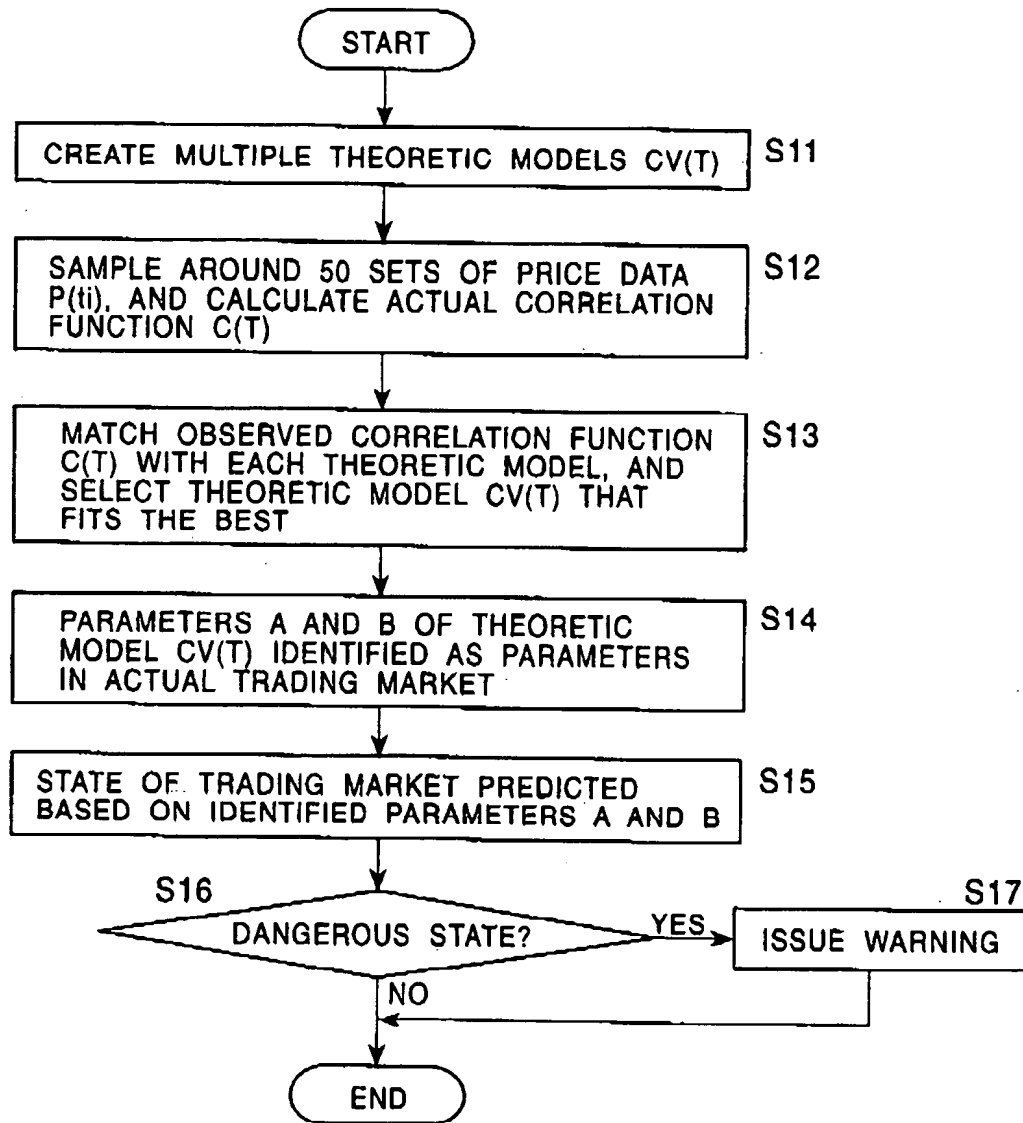 START
CREATE MULTIPLE THEORETIC MODELS CV(T)
S11
SAMPLE AROUND 50 SETS OF PRICE DATA
P(ti), AND CALCULATE ACTUAL CORRELATION
FUNCTION C(T)
S12
MATCH OBSERVED CORRELATION FUNCTION
C(T) WITH EACH THEORETIC MODEL, AND
SELECT THEORETIC MODEL CV(T) THAT
FITS THE BEST
S13
PARAMETERS A AND B OF THEORETIC
MODEL CV(T) IDENTIFIED AS PARAMETERS
IN ACTUAL TRADING MARKET
S14
STATE OF TRADING MARKET PREDICTED
BASED ON IDENTIFIED PARAMETERS A AND B
S15
S16
DANGEROUS STATE?
YES
S17
ISSUE WARNING
NO
END